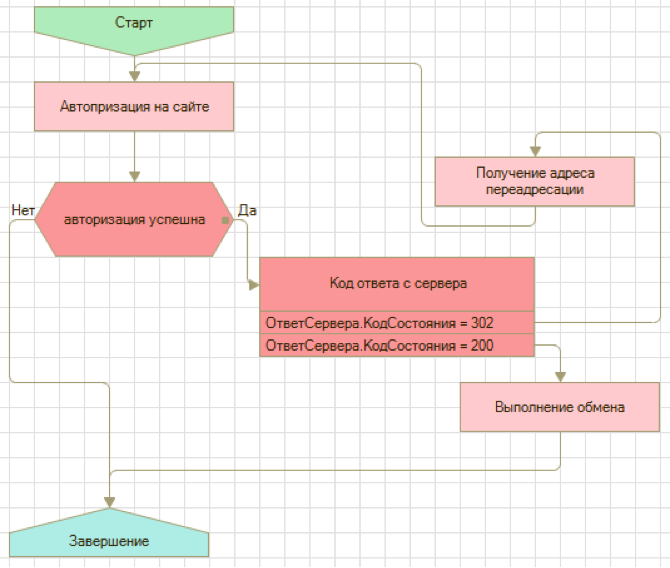 Старт
Автопризация на сайте
Получение адреса
переадресации
Нет
авторизация успешна
Да
Код ответа с сервера
ОтветСервера.КодСостояния = 302
ОтветСервера.КодСостояния = 200
Выполнение обмена
Завершение